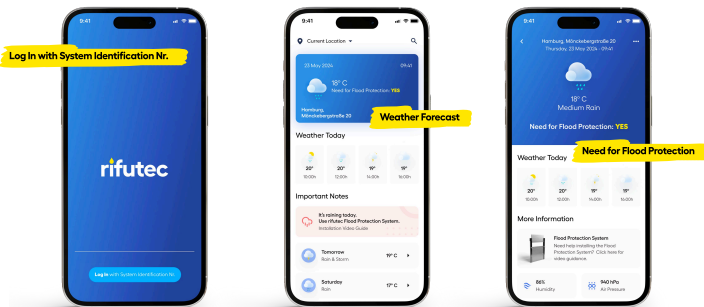 9:41
Log In with System Identification Nr.
rifutec
Log In with System Identification Nr.
9:41
Current Location
23 May 2024
09:41
18° C
Need for Flood Protection: YES
Hamburg,
Mönckebergstraße 20
Weather Forecast
Weather Today
20°
20°
19°
19°
10:00h
12:00h
14:00h
16:00h
Important Notes
It's raining today.
Use rifutec Flood Protection System.
Installation Video Guide
Tomorrow
Rain & Storm
19° C
Saturday
Rain
17° C
9:41
Hamburg, Mönckebergstraße 20
Thursday, 23 May 2024 - 09:41
18° C
Medium Rain
Need for Flood Protection: YES
Need for Flood Protection
Weather Today
20°
20°
19°
19°
10:00h
12:00h
14:00h
16:00h
More Information
Flood Protection System
Need help installing the Flood
Protection System? Click here for
video guidance.
86%
Humidity
940 hPa
Air Pressure